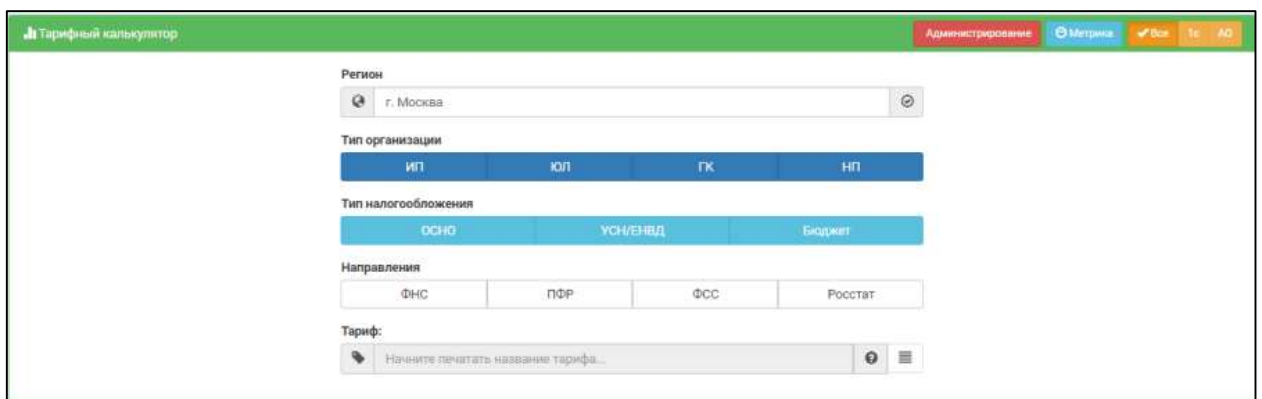 Тарифный калькулятор Администрирование Метрика Все 1с АО
Регион
г. Москва
Тип организации
ИП ЮЛ ГК НП
Тип налогообложения
ОСНО УСН/ЕНВД Бюджет
Направления
ФНС ПФР ФСС Росстат
Тариф:
Начните печатать название тарифа...